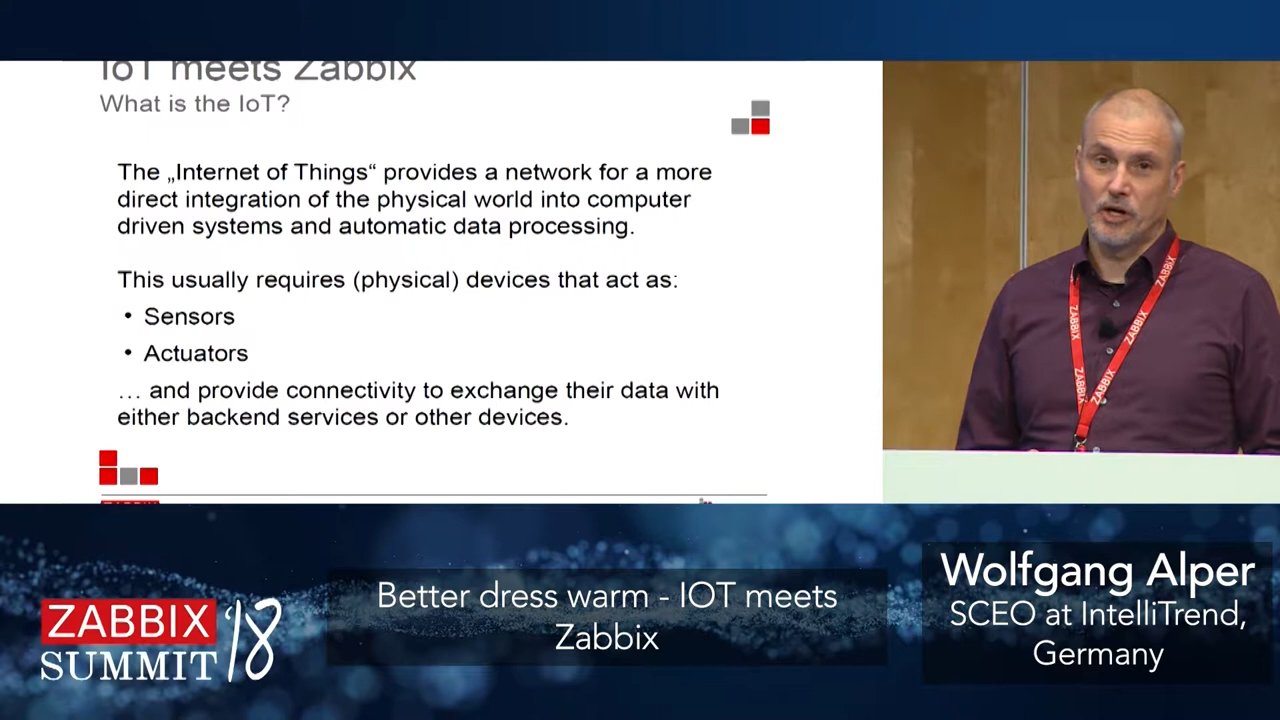 IoT meets Zabbix
What is the IoT?
The „Internet of Things“ provides a network for a more
direct integration of the physical world into computer
driven systems and automatic data processing.
This usually requires (physical) devices that act as:
• Sensors
• Actuators
… and provide connectivity to exchange their data with
either backend services or other devices.
ZABBIX
ZABBIX
ZABBIX
ZABBIX
ZABBIX
ZABBIX
ZABBIX '18
SUMMIT
Better dress warm - IOT meets
Zabbix
Wolfgang Alper
SCEO at IntelliTrend,
Germany